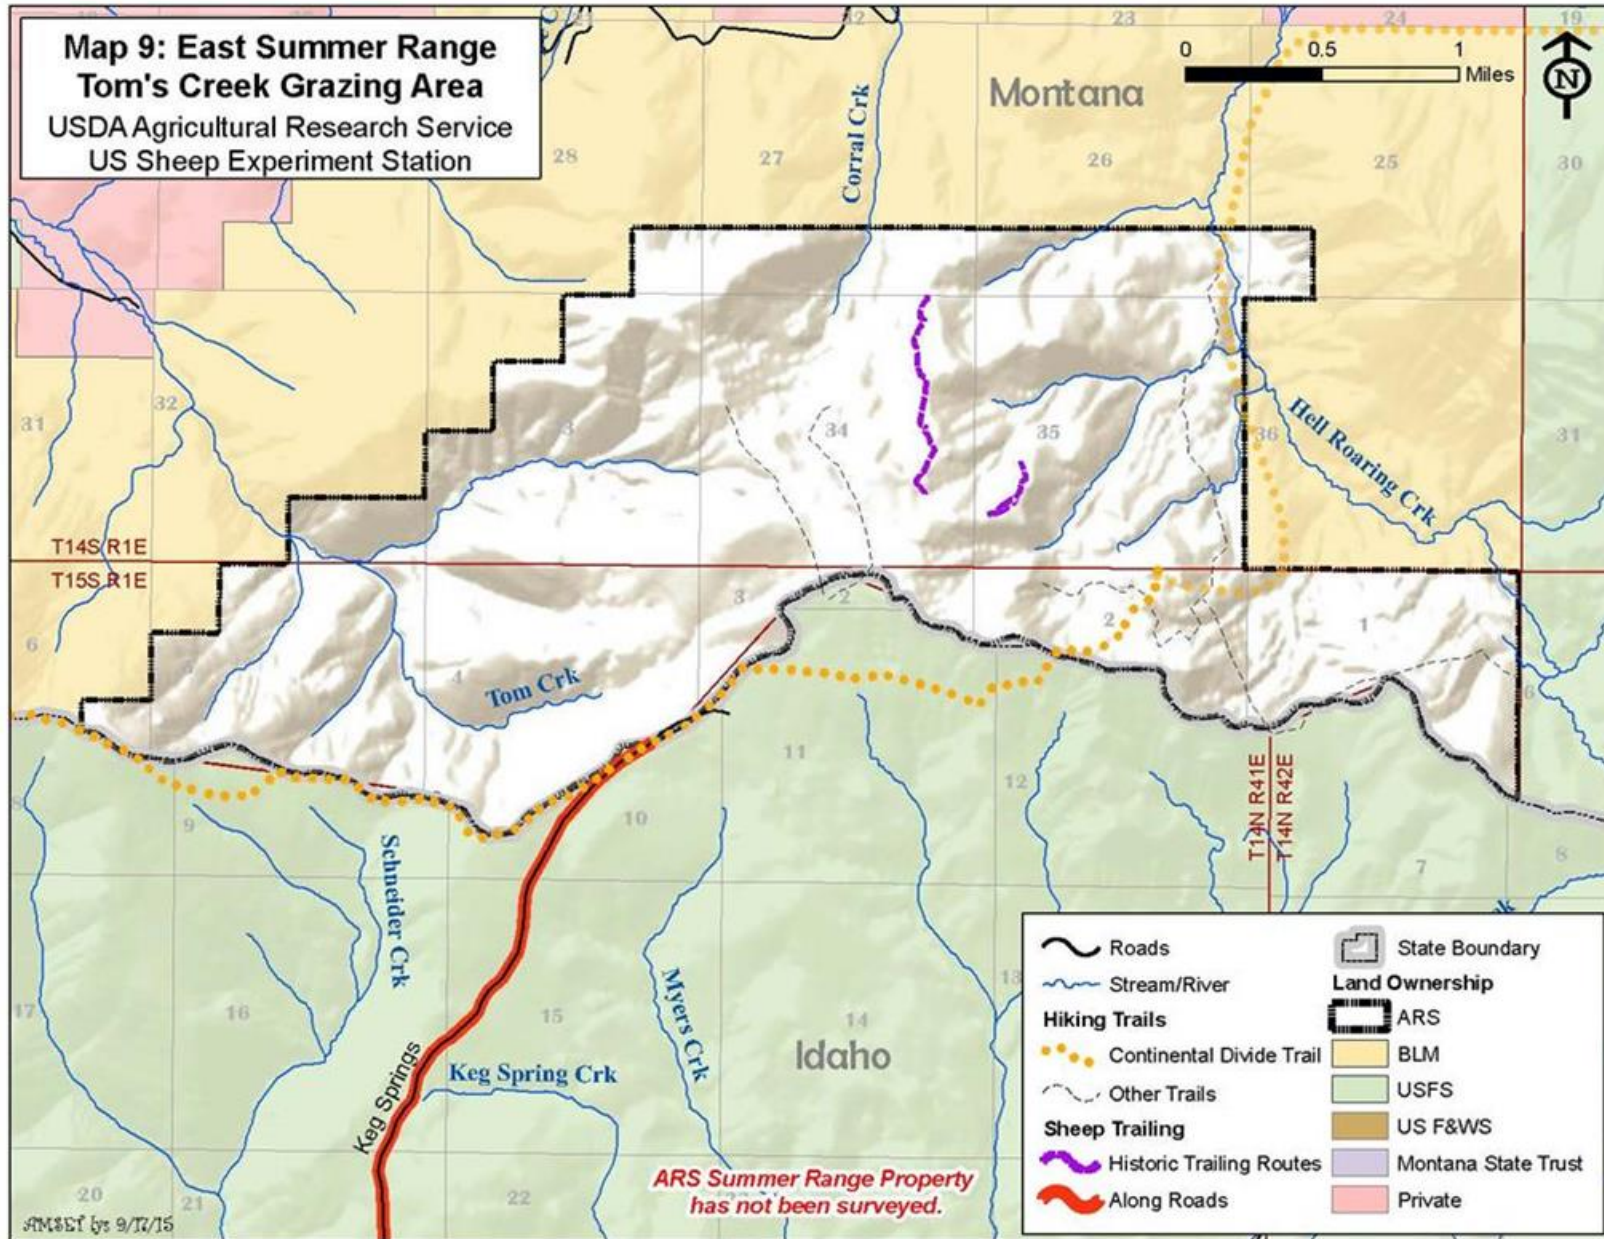 Map 9: East Summer Range
Tom's Creek Grazing Area
USDA Agricultural Research Service
US Sheep Experiment Station
23
24
19
0 0.5 1
Miles
N
Montana
Corral Crk
28
27
26
25
30
31
32
34
35
36
31
Hell Roaring Crk
T14S R1E
T15S R1E
6
3
2
2
1
4
Tom Crk
6
11
12
10
9
T14N R41E
T14N R42E
7
8
Schneider Crk
Myers Crk
17
16
15
14
13
Idaho
Keg Springs
Keg Spring Crk
20
21
22
ARS Summer Range Property
has not been surveyed.
Roads
Stream/River
Hiking Trails
Continental Divide Trail
Other Trails
Sheep Trailing
Historic Trailing Routes
Along Roads
State Boundary
Land Ownership
ARS
BLM
USFS
US F&WS
Montana State Trust
Private